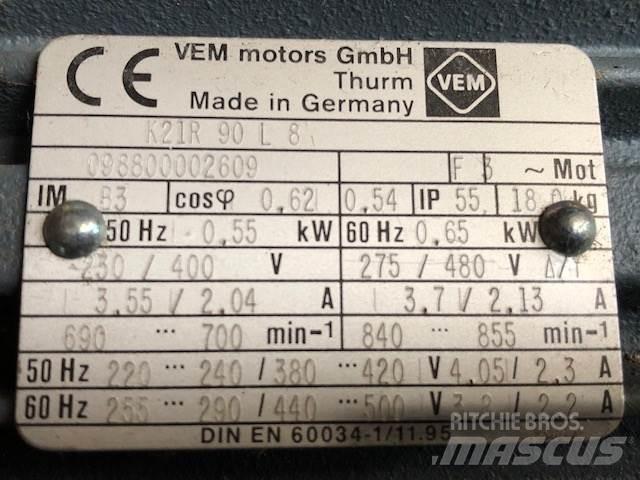 CE VEM motors GmbH
Thurm
Made in Germany
VEM
K21R 90 L 8
098800002609 F ~ Mot
IM B3 cosφ 0,62 0,54 IP 55 18,0 kg
50 Hz 0,55 kW 60 Hz 0,65 kW
230 / 400 V 275 / 480 V Δ/Y
3,55 / 2,04 A 3,7 / 2,13 A
690 ... 700 min-1 840 ... 855 min-1
50 Hz 220 ... 240 / 380 ... 420 V 4,05 / 2,3 A
60 Hz 255 ... 290 / 440 ... 500 V / 2,2 A
DIN EN 60034-1/11.95
RITCHIE BROS.
MASCUS